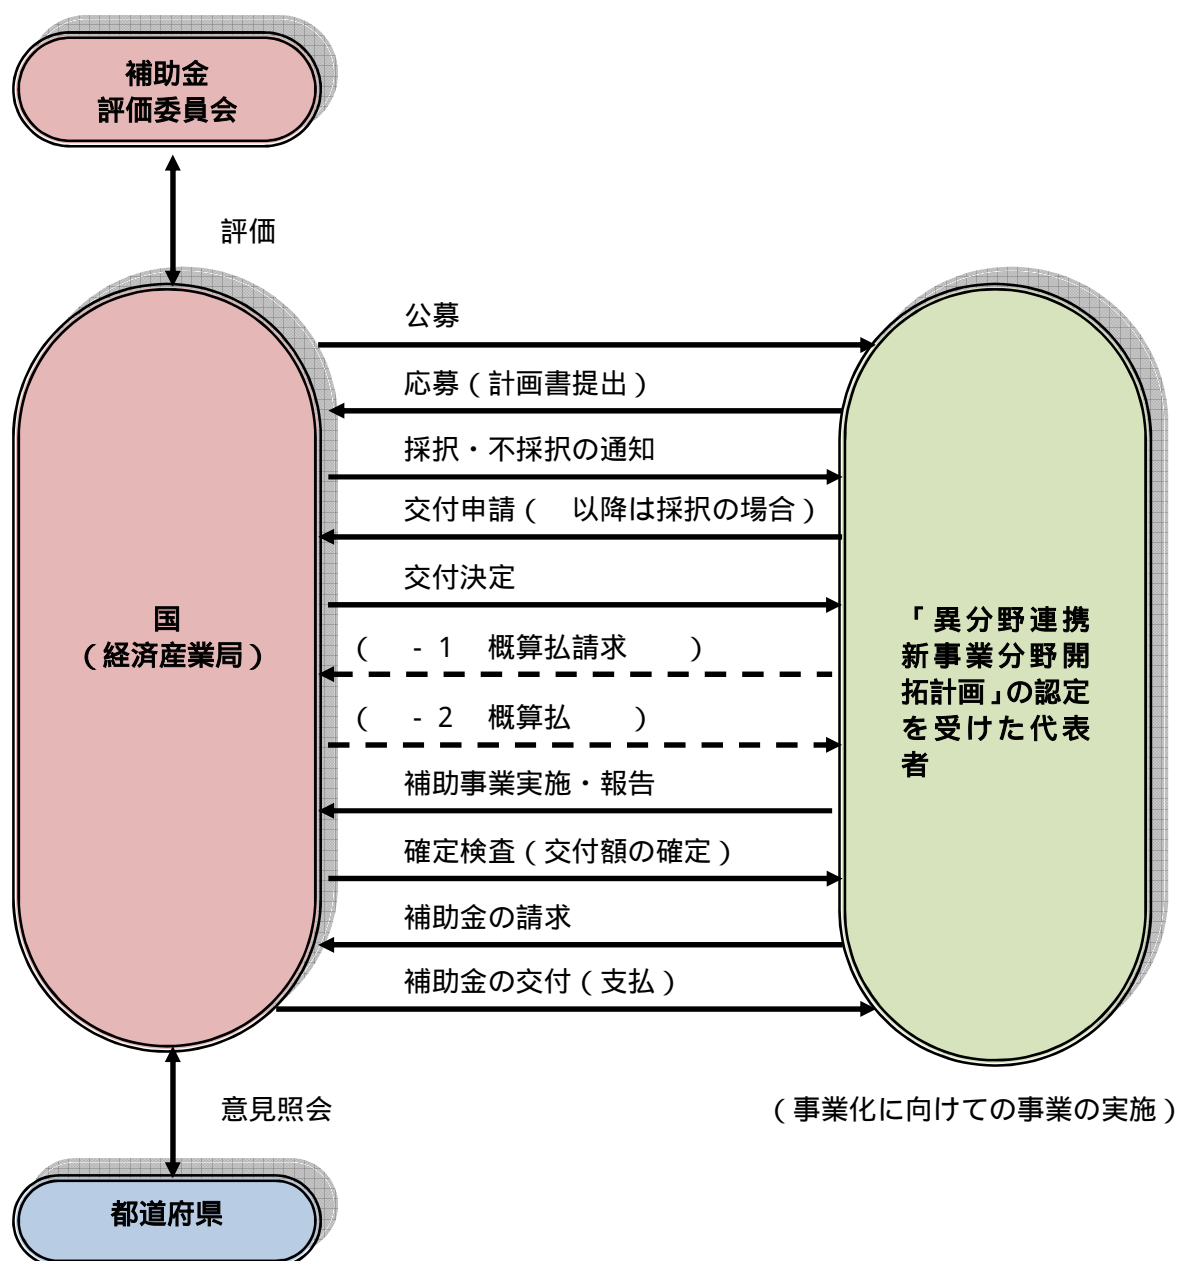 補助金
評価委員会
評価
公募
応募(計画書提出)
採択・不採択の通知
交付申請(　以降は採択の場合)
交付決定
(　-１　概算払請求　　)
(　-２　概算払　　)
補助事業実施・報告
確定検査(交付額の確定)
補助金の請求
補助金の交付(支払)
国
(経済産業局)
「異分野連携
新事業分野開
拓計画」の認定
を受けた代表
者
意見照会
(事業化に向けての事業の実施)
都道府県